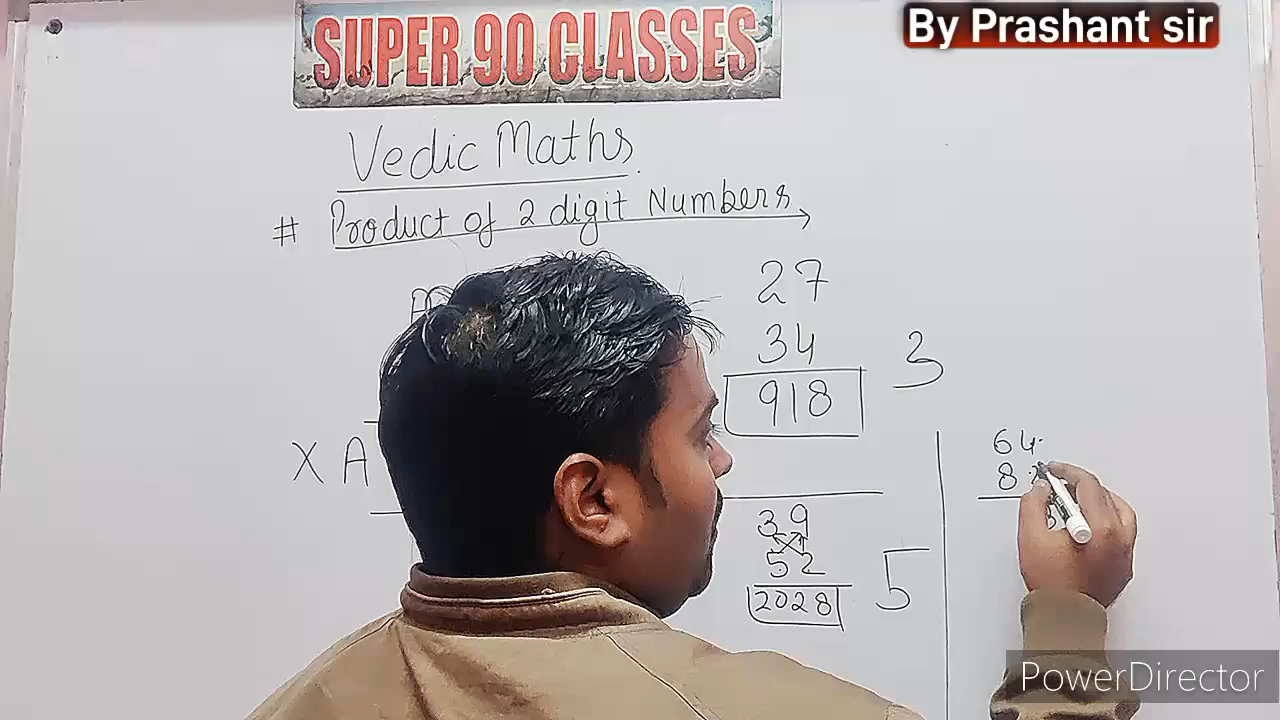 SUPER 90 CLASSES
By Prashant sir
Vedic Maths
# Product of 2 digit Numbers
27
34
918
3
X A
39
52
2028
5
64
8
PowerDirector